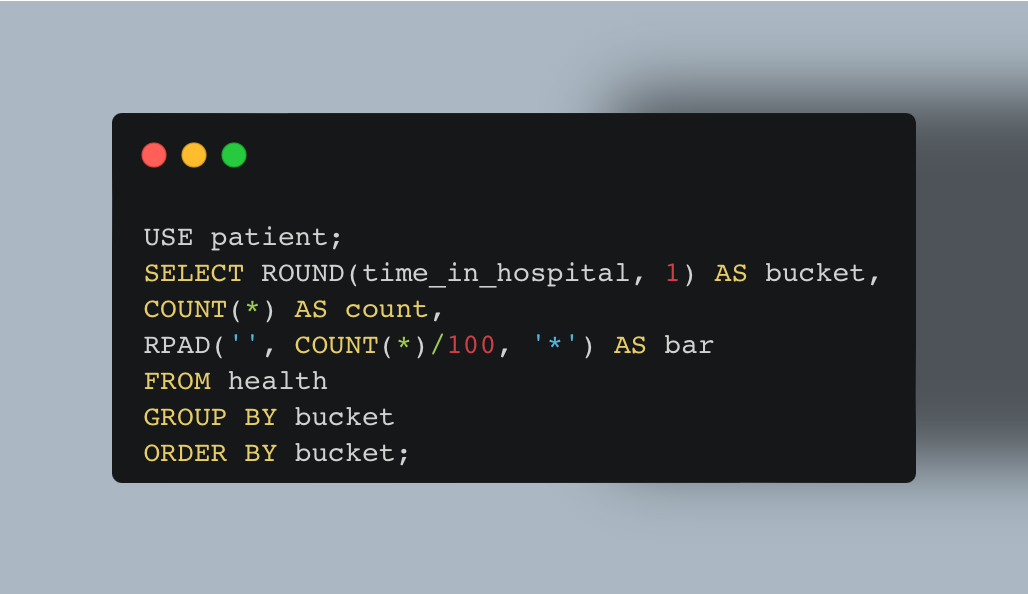 USE patient;
SELECT ROUND(time_in_hospital, 1) AS bucket,
COUNT(*) AS count,
RPAD('', COUNT(*)/100, '*') AS bar
FROM health
GROUP BY bucket
ORDER BY bucket;